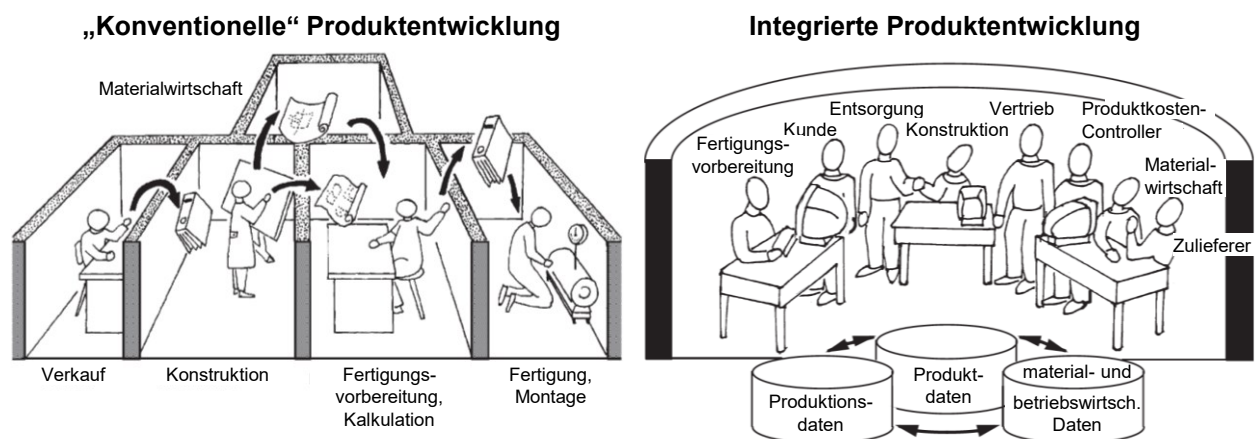 „Konventionelle“ Produktentwicklung
Materialwirtschaft
Verkauf
Konstruktion
Fertigungs-
vorbereitung,
Kalkulation
Fertigung,
Montage
Integrierte Produktentwicklung
Entsorgung
Vertrieb
Produktkosten-
Controller
Kunde
Konstruktion
Fertigungs-
vorbereitung
Material-
wirtschaft
Zulieferer
Produktions-
daten
Produkt-
daten
material- und
betriebswirtsch.
Daten